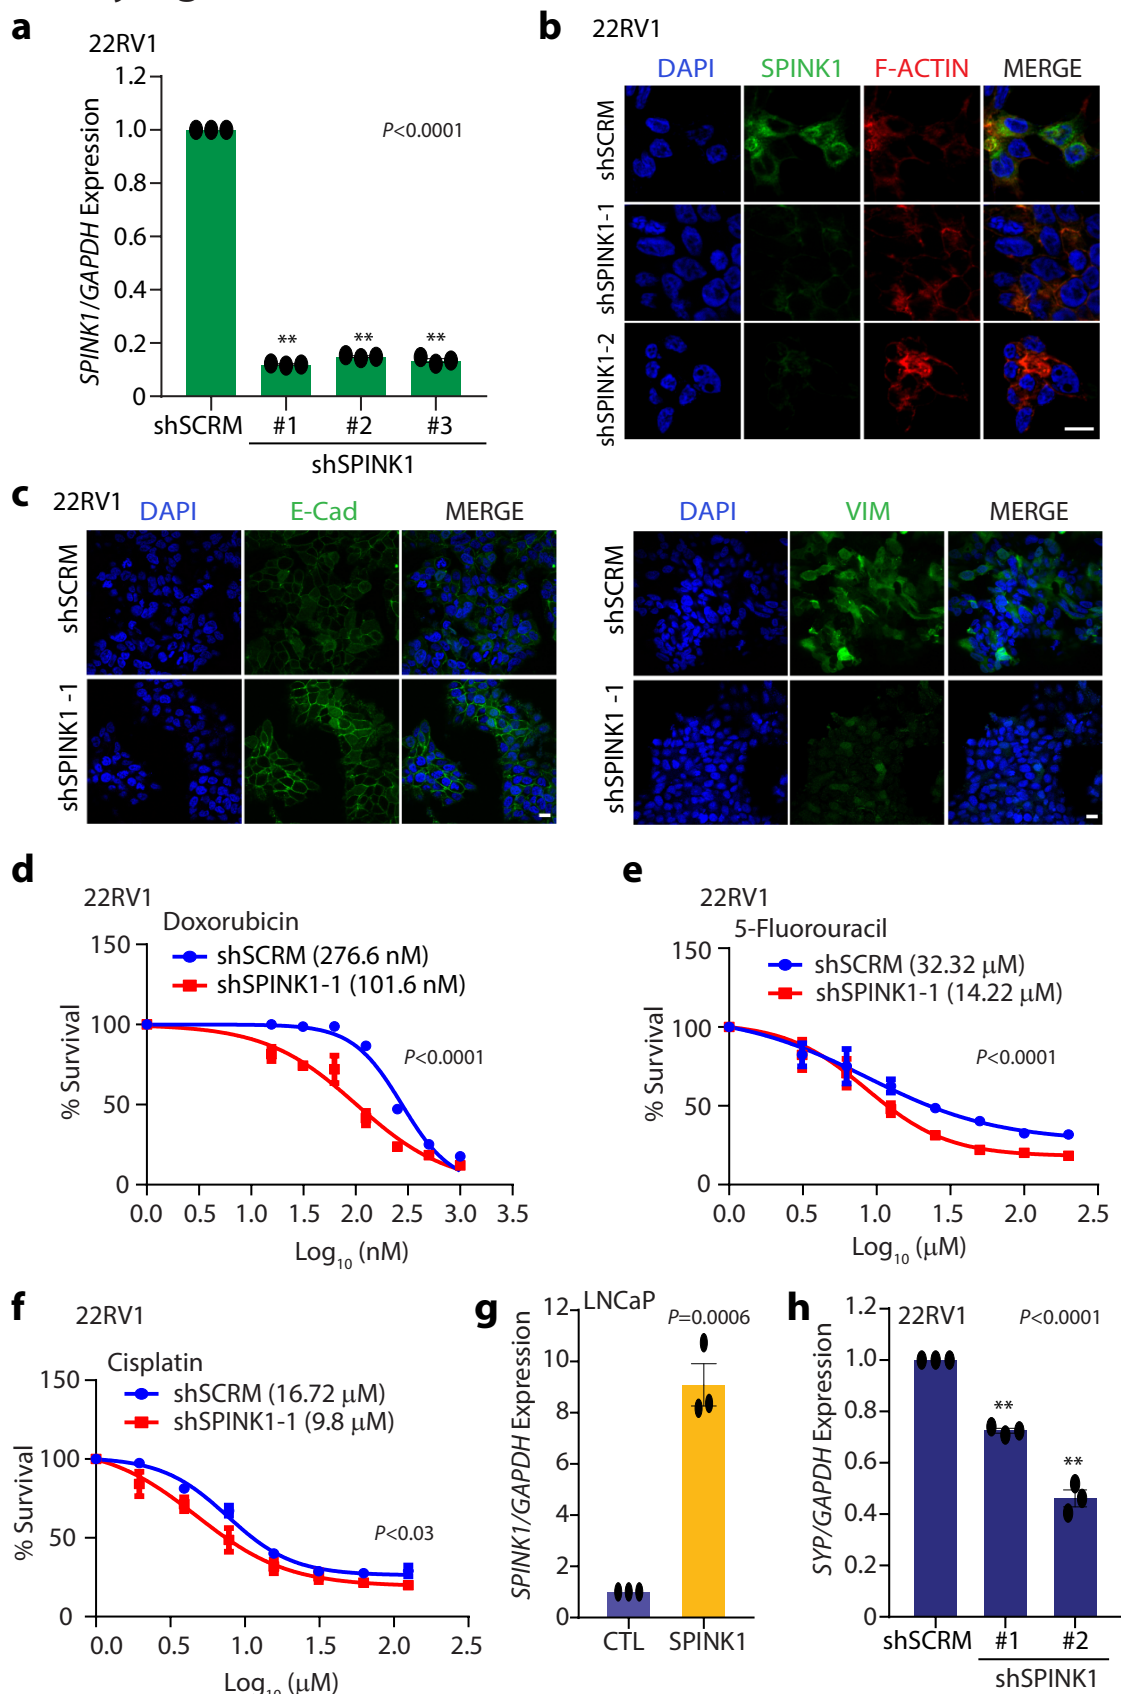 a
22RV1
SPINK1/GAPDH Expression
1.2
1.0
0.8
0.6
0.4
0.2
0
P<0.0001
**
**
**
shSCRM
#1
#2
#3
shSPINK1
b
22RV1
DAPI
SPINK1
F-ACTIN
MERGE
shSCRM
shSPINK1-1
shSPINK1-2
c
22RV1
DAPI
E-Cad
MERGE
shSCRM
shSPINK1 -1
DAPI
VIM
MERGE
shSCRM
shSPINK1 -1
d
22RV1
Doxorubicin
shSCRM (276.6 nM)
shSPINK1-1 (101.6 nM)
% Survival
150
100
50
0
P<0.0001
0.0 0.5 1.0 1.5 2.0 2.5 3.0 3.5
Log10 (nM)
e
22RV1
5-Fluorouracil
shSCRM (32.32 μM)
shSPINK1-1 (14.22 μM)
% Survival
150
100
50
0
P<0.0001
0.0 0.5 1.0 1.5 2.0 2.5
Log10 (μM)
f
22RV1
Cisplatin
shSCRM (16.72 μM)
shSPINK1-1 (9.8 μM)
% Survival
150
100
50
0
P<0.03
0.0 0.5 1.0 1.5 2.0 2.5
Log10 (μM)
g
LNCaP
SPINK1/GAPDH Expression
12
10
8
6
4
2
0
P=0.0006
CTL
SPINK1
h
22RV1
SYP/GAPDH Expression
1.2
1.0
0.8
0.6
0.4
0.2
0
P<0.0001
**
**
shSCRM
#1
#2
shSPINK1